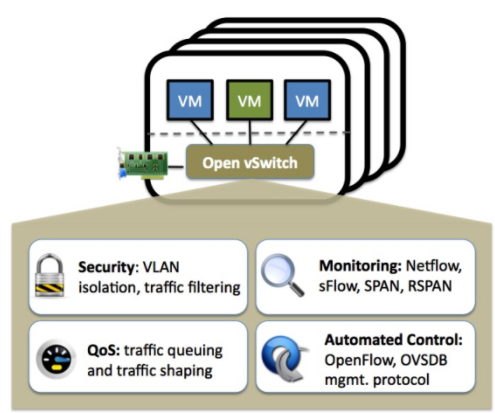 VM VM VM
Open vSwitch
Security: VLAN
isolation, traffic filtering
Monitoring: Netflow,
sFlow, SPAN, RSPAN
QoS: traffic queuing
and traffic shaping
Automated Control:
OpenFlow, OVSDB
mgmt. protocol